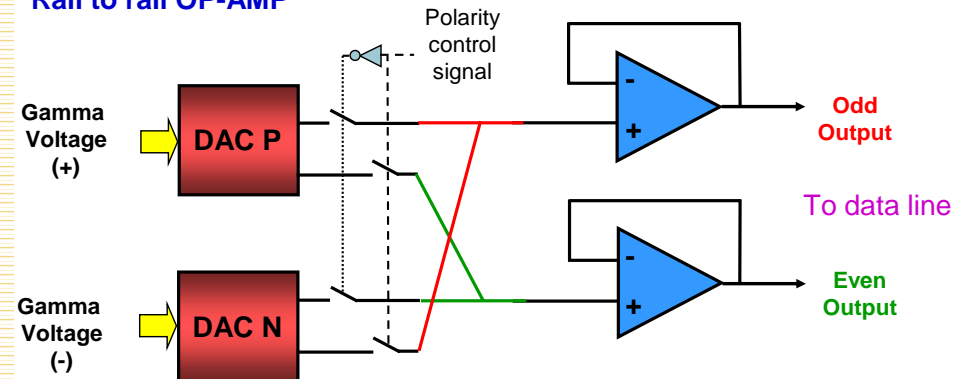 Rail to rail OP-AMP
Polarity
control
signal
Gamma
Voltage
(+)
DAC P
-
+
Odd
Output
To data line
Gamma
Voltage
(-)
DAC N
-
+
Even
Output